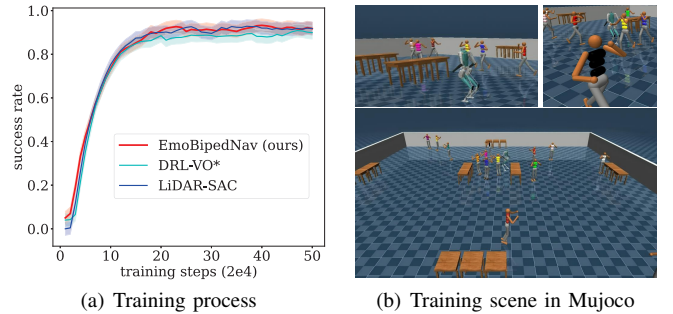 1.0
0.8
0.6
0.4
0.2
0.0
success rate
EmoBipedNav (ours)
DRL-VO*
LiDAR-SAC
0 10 20 30 40 50
training steps (2e4)
(a) Training process
(b) Training scene in Mujoco